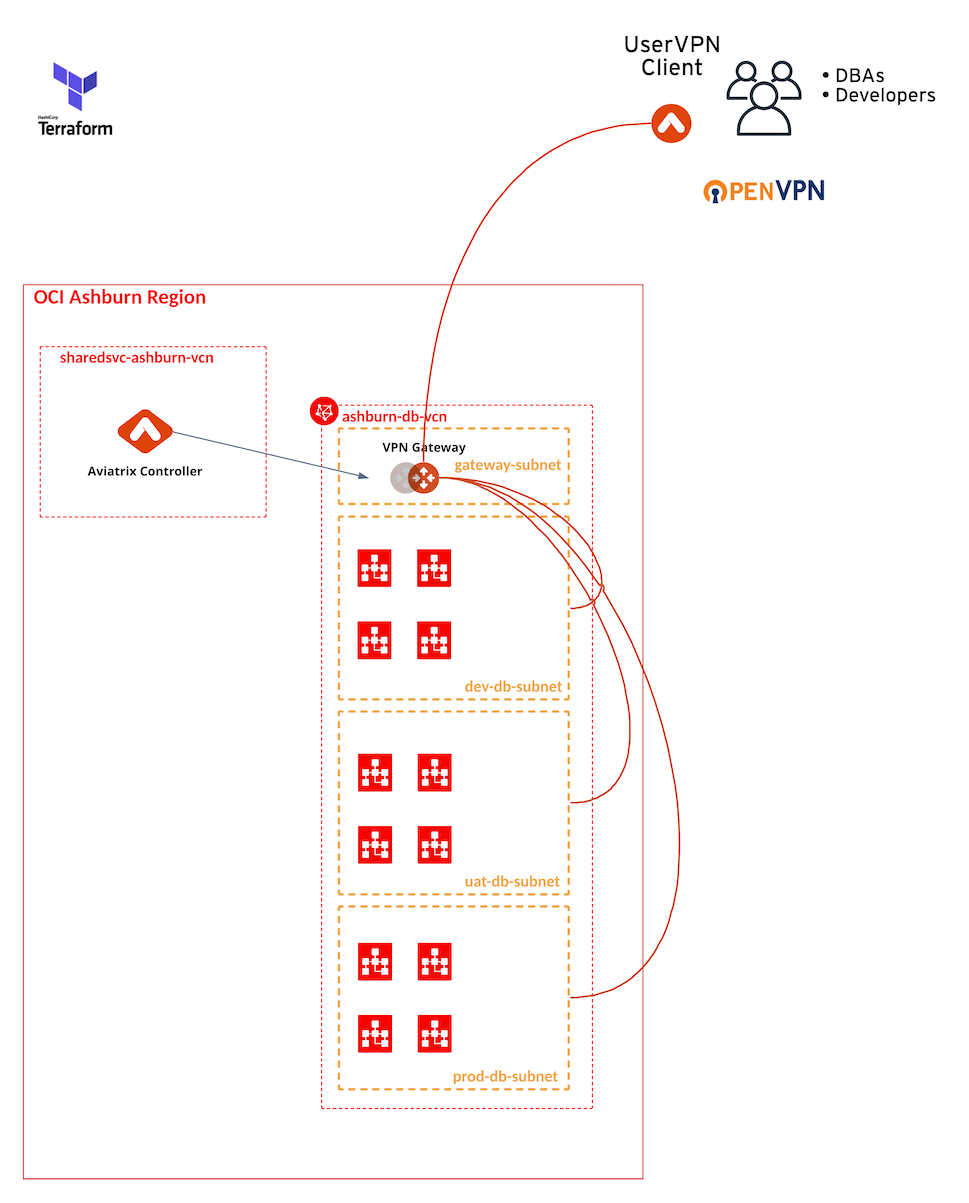 UserVPN
Client
• DBAs
• Developers
HashiCorp
Terraform
OPENVPN
OCI Ashburn Region
sharedsvc-ashburn-vcn
Aviatrix Controller
ashburn-db-vcn
VPN Gateway
gateway-subnet
dev-db-subnet
uat-db-subnet
prod-db-subnet